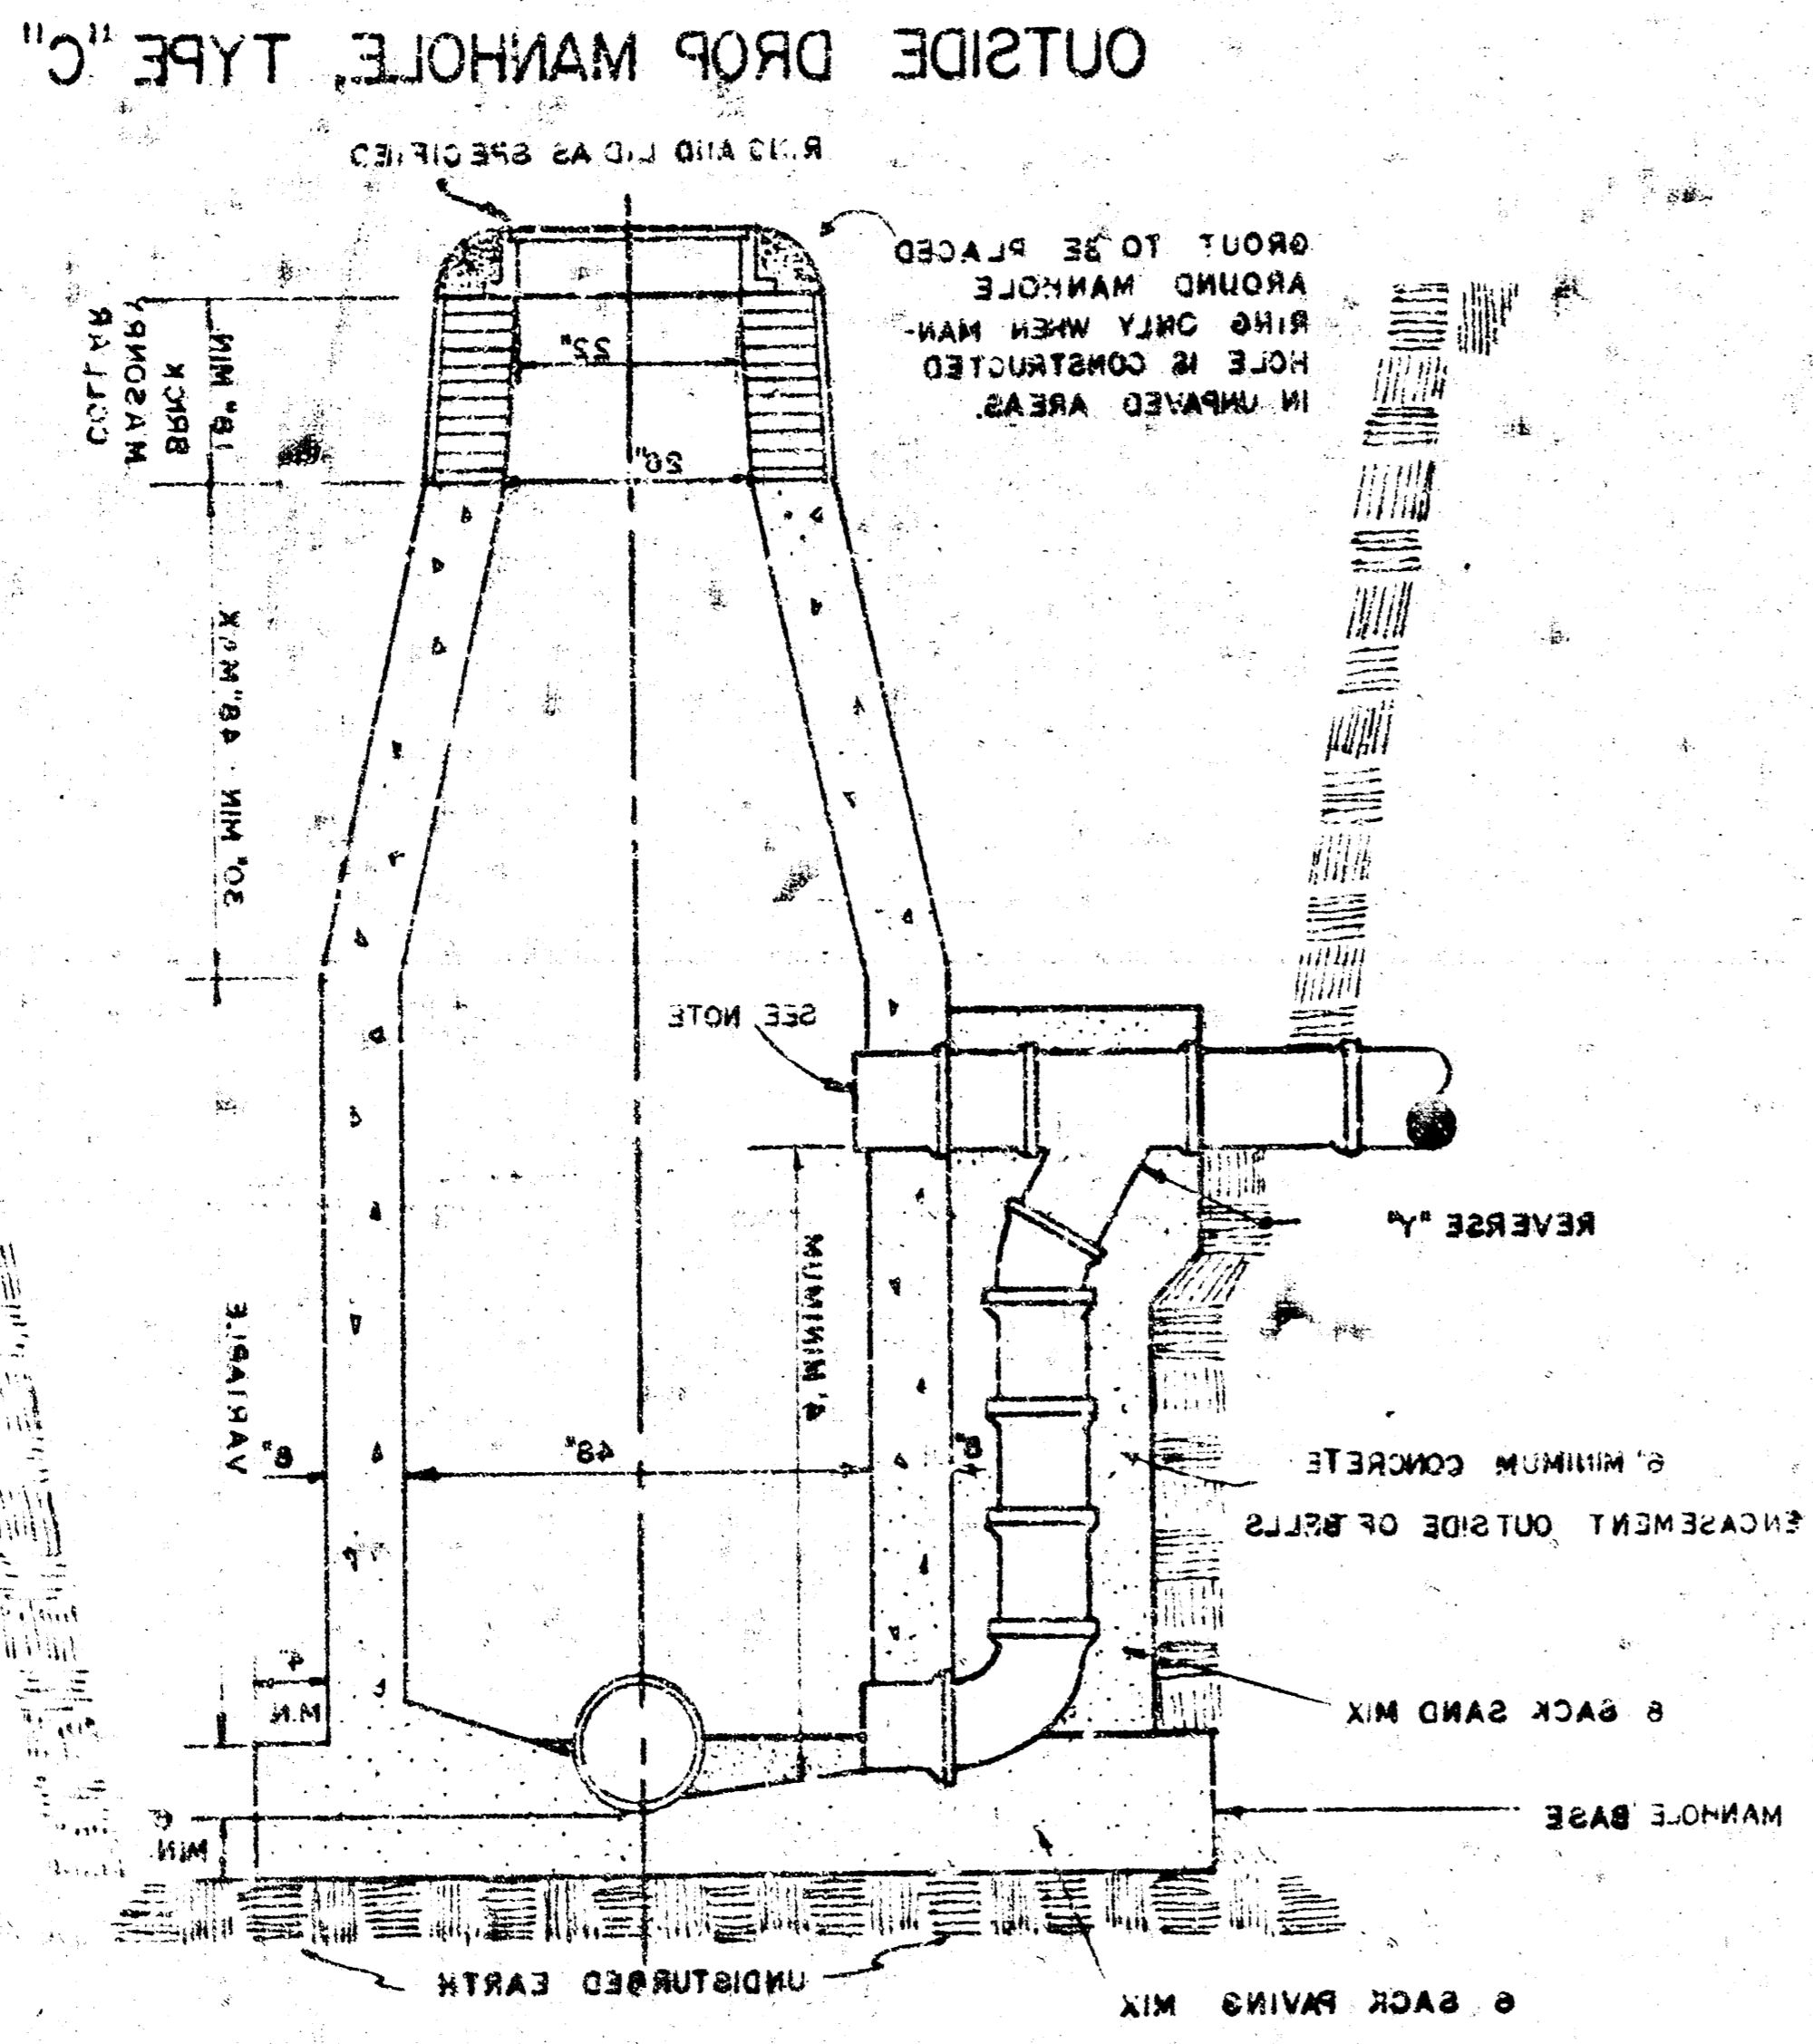 OUTSIDE DROP MANHOLE, TYPE "C"
RING AND LID AS SPECIFIED
GROUT TO BE PLACED
AROUND MANHOLE
RING ONLY WHEN MAN-
HOLE IS CONSTRUCTED
IN UNPAVED AREAS.
BRICK
MASONRY
COLLAR
18" MIN
22"
26"
30" MIN - 48" MAX
SEE NOTE
REVERSE "Y"
4' MINIMUM
VARIABLE
8"
48"
8"
6" MINIMUM CONCRETE
ENCASEMENT OUTSIDE OF BELLS
4"
MIN
6 SACK SAND MIX
MANHOLE BASE
6"
MIN.
UNDISTURBED EARTH
6 SACK PAVING MIX